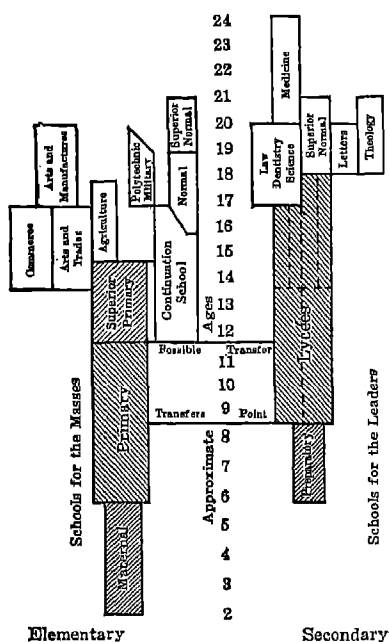 24
23
22
21
20
19
18
17
16
15
14
13
12
11
10
9
8
7
6
5
4
3
2
Approximate Ages
Schools for the Masses
Commerce
Arts and
Manufactures
Arts and
Trades
Agriculture
Polytechnic
Military
Superior Normal
Normal
Continuation
School
Superior
Primary
Primary
Maternal
Possible Transfer
Transfers Point
Medicine
Law
Dentistry
Science
Superior
Normal
Letters
Theology
Lycées
Schools for the Leaders
Elementary
Secondary